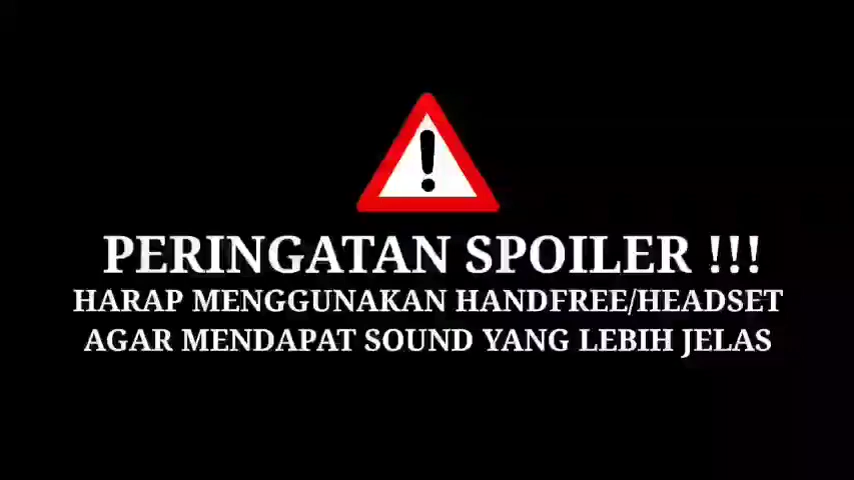 PERINGATAN SPOILER !!!
HARAP MENGGUNAKAN HANDFREE/HEADSET
AGAR MENDAPAT SOUND YANG LEBIH JELAS